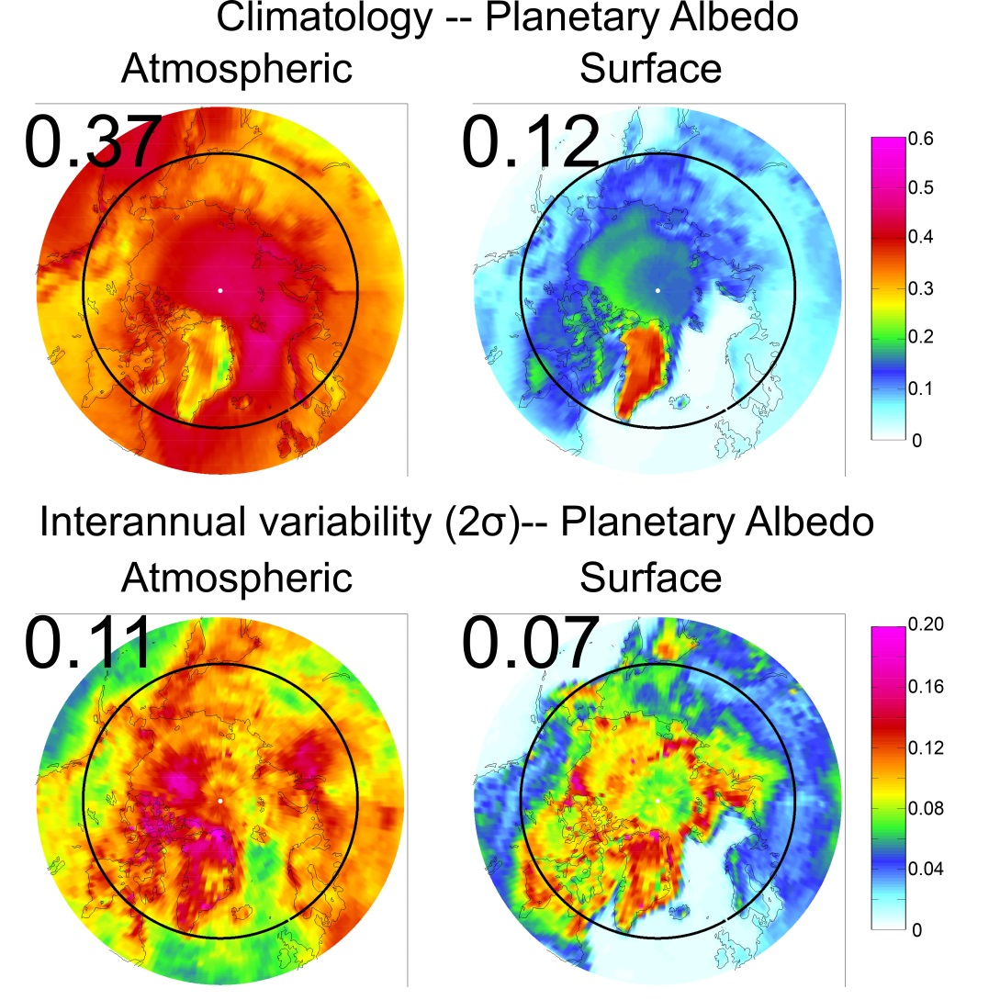 Climatology -- Planetary Albedo
Atmospheric
Surface
0.37
0.12
0.6
0.5
0.4
0.3
0.2
0.1
0
Interannual variability (2σ)-- Planetary Albedo
Atmospheric
Surface
0.11
0.07
0.20
0.16
0.12
0.08
0.04
0